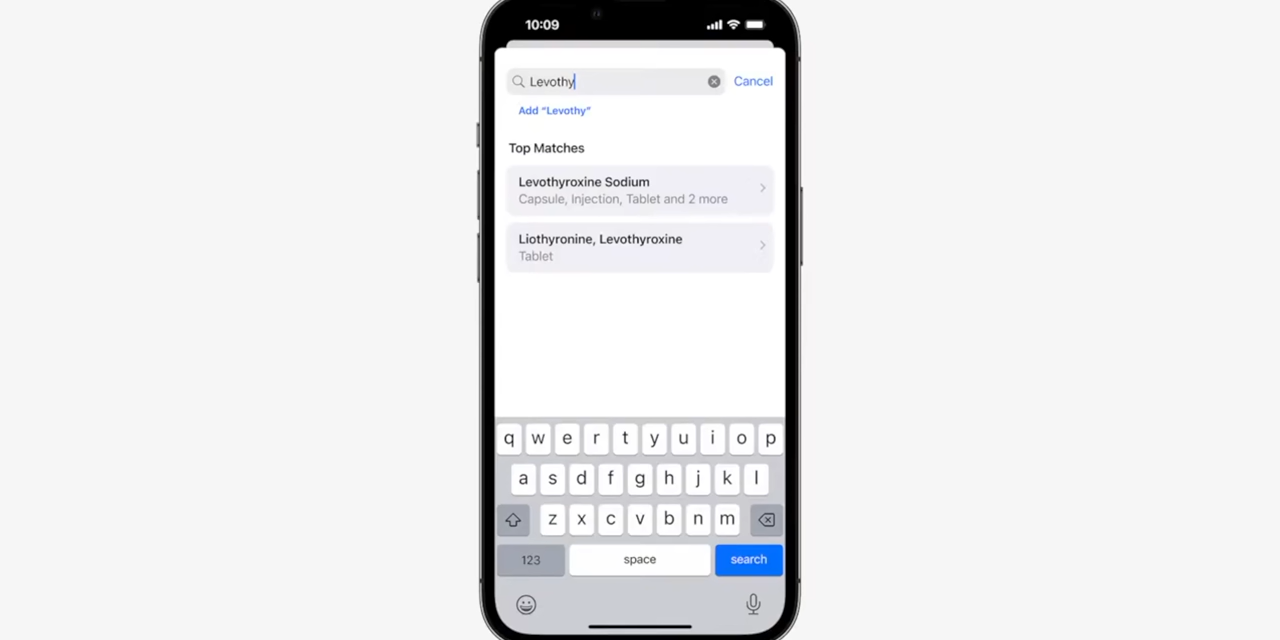 10:09
Levothy
Cancel
Add “Levothy”
Top Matches
Levothyroxine Sodium
Capsule, Injection, Tablet and 2 more
Liothyronine, Levothyroxine
Tablet
q w e r t y u i o p
a s d f g h j k l
z x c v b n m
123 space search